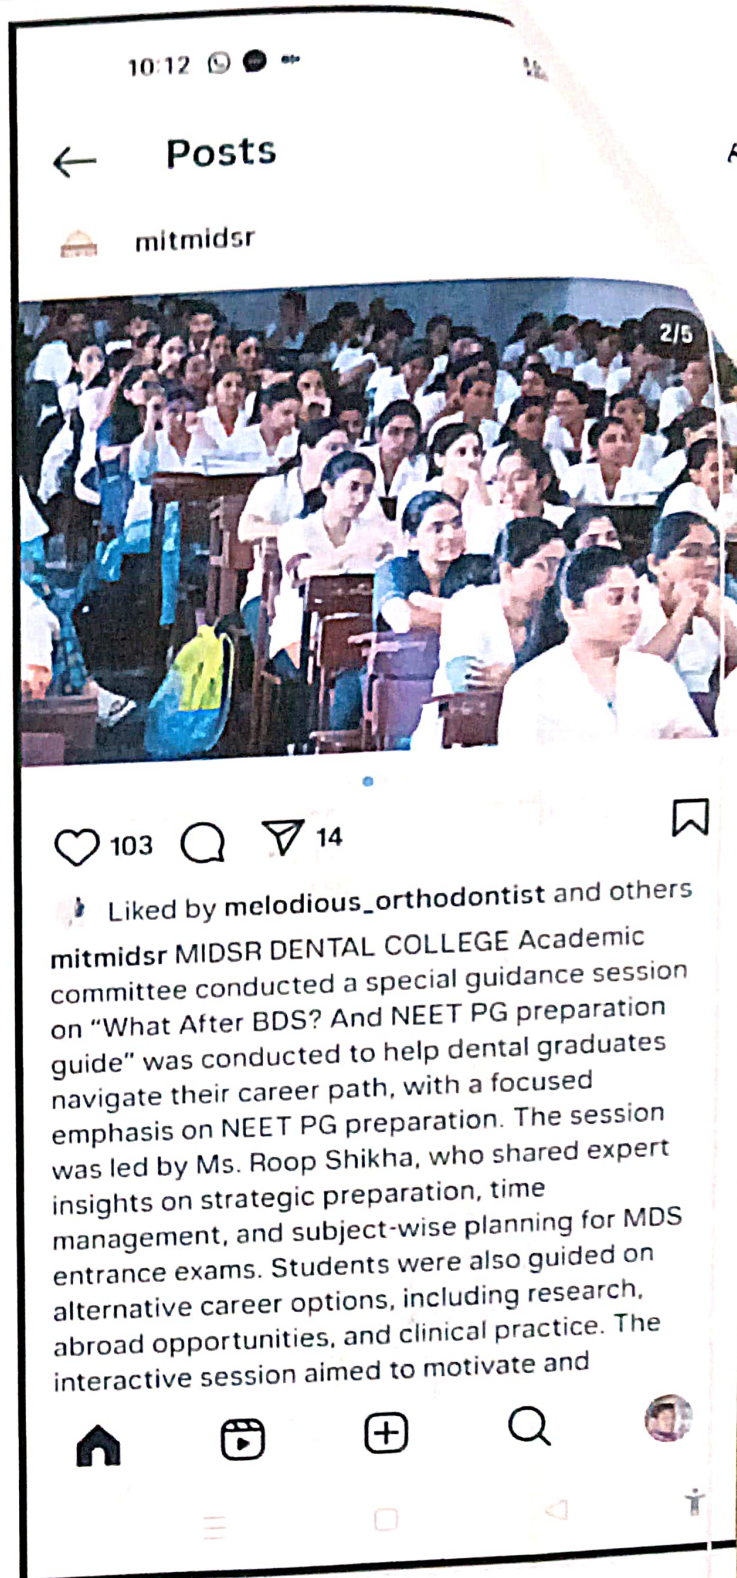 10:12
Posts
mitmidsr
2/5
103
14
Liked by melodious_orthodontist and others
mitmidsr MIDSR DENTAL COLLEGE Academic
committee conducted a special guidance session
on “What After BDS? And NEET PG preparation
guide” was conducted to help dental graduates
navigate their career path, with a focused
emphasis on NEET PG preparation. The session
was led by Ms. Roop Shikha, who shared expert
insights on strategic preparation, time
management, and subject-wise planning for MDS
entrance exams. Students were also guided on
alternative career options, including research,
abroad opportunities, and clinical practice. The
interactive session aimed to motivate and